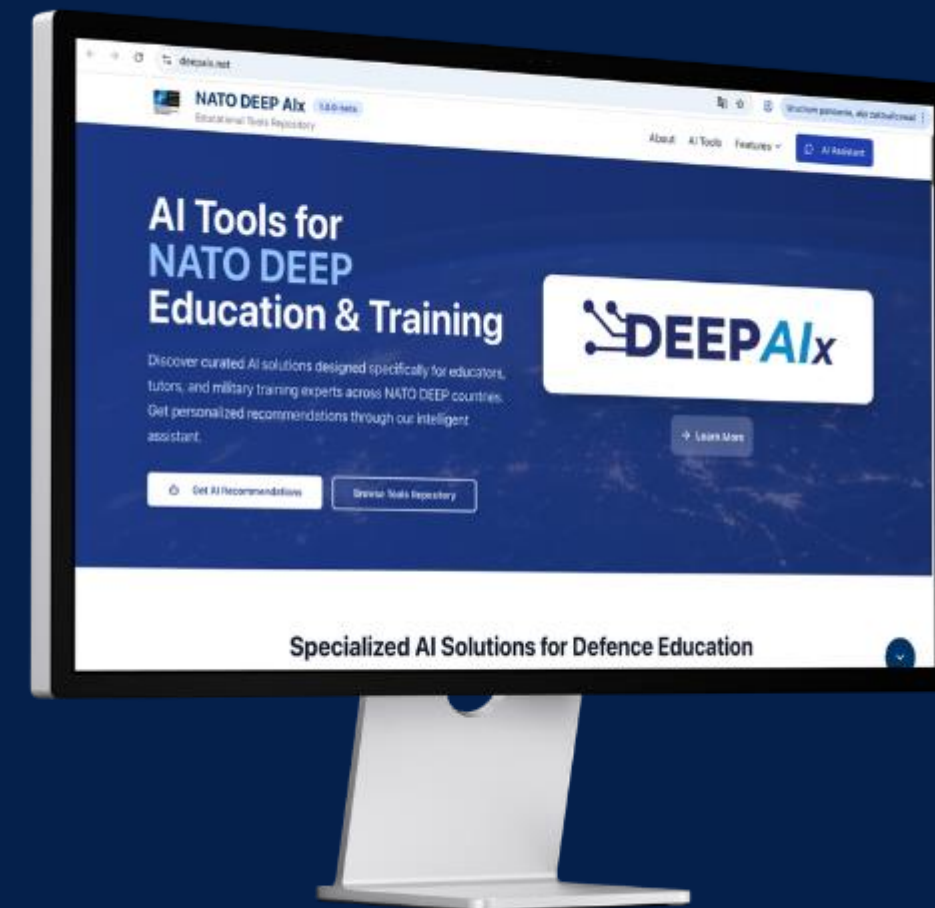 deepaix.net
NATO DEEP AIx
Educational Tools Repository
About AI Tools Features
AI Assistant
AI Tools for
NATO DEEP
Education & Training
DEEPAIx
Discover curated AI solutions designed specifically for educators,
tutors, and military training experts across NATO DEEP countries.
Get personalized recommendations through our intelligent
assistant.
→ Learn More
Get AI Recommendations
Browse Tools Repository
Specialized AI Solutions for Defence Education